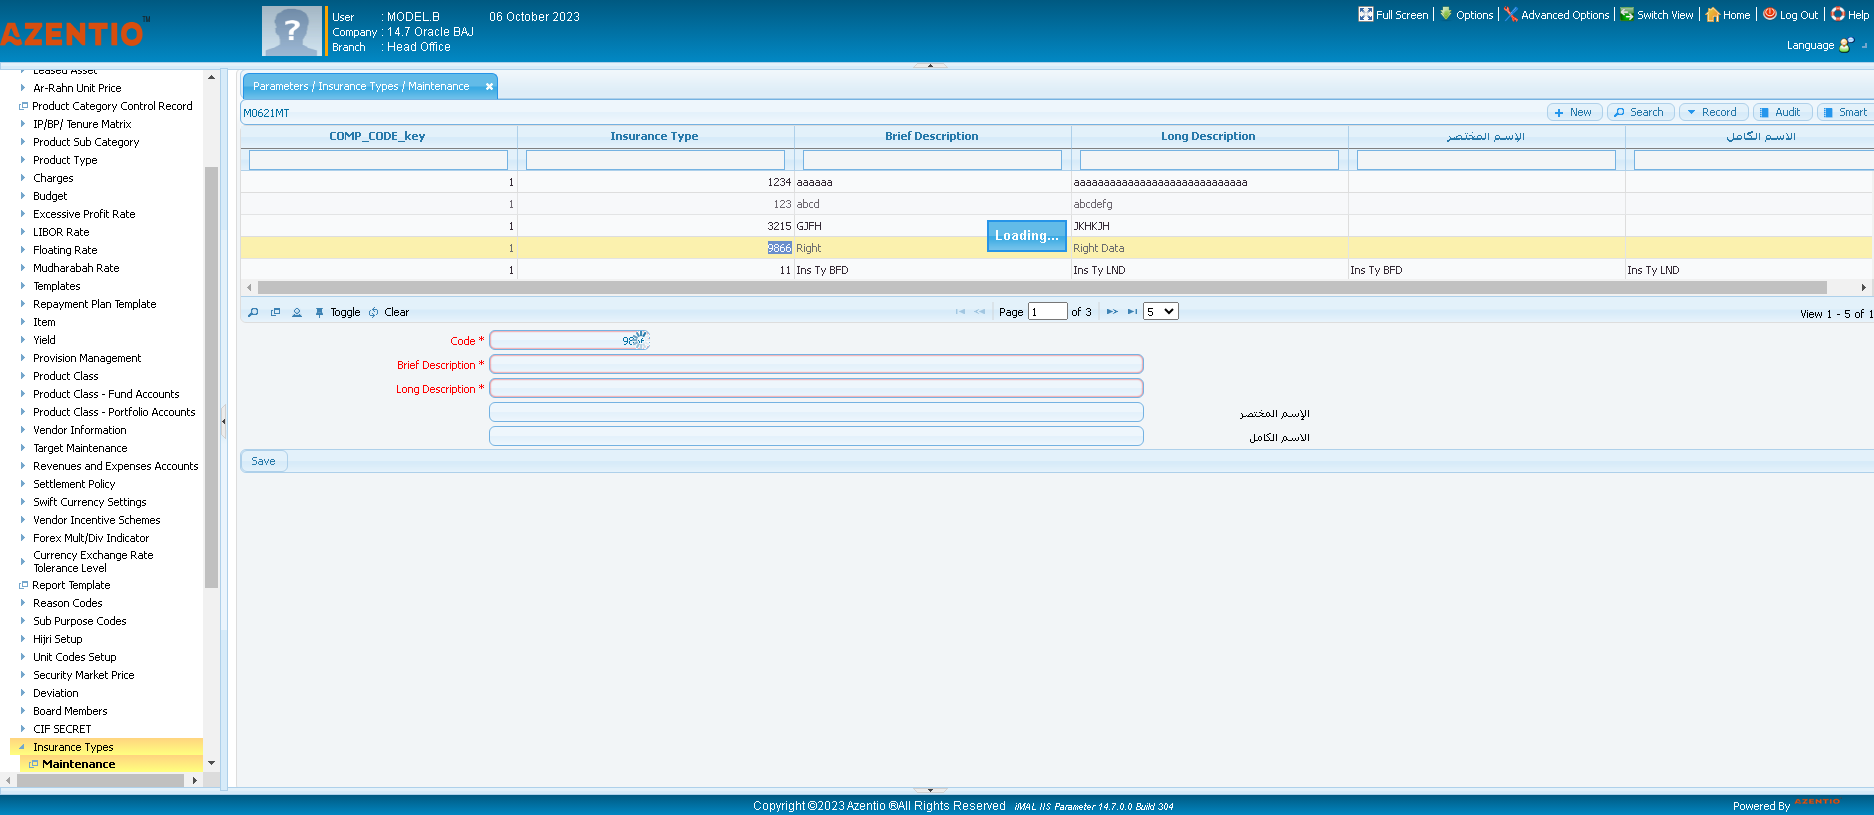 AZENTIO™
User : MODEL.B 06 October 2023
Company : 14.7 Oracle BAJ
Branch : Head Office
Full Screen Options Advanced Options Switch View Home Log Out Help
Language
Leased Asset
Ar-Rahn Unit Price
Product Category Control Record
IP/BP/ Tenure Matrix
Product Sub Category
Product Type
Charges
Budget
Excessive Profit Rate
LIBOR Rate
Floating Rate
Mudharabah Rate
Templates
Repayment Plan Template
Item
Yield
Provision Management
Product Class
Product Class - Fund Accounts
Product Class - Portfolio Accounts
Vendor Information
Target Maintenance
Revenues and Expenses Accounts
Settlement Policy
Swift Currency Settings
Vendor Incentive Schemes
Forex Mult/Div Indicator
Currency Exchange Rate
Tolerance Level
Report Template
Reason Codes
Sub Purpose Codes
Hijri Setup
Unit Codes Setup
Security Market Price
Deviation
Board Members
CIF SECRET
Insurance Types
Maintenance
Parameters / Insurance Types / Maintenance
M0621MT
New Search Record Audit Smart
COMP_CODE_key Insurance Type Brief Description Long Description الإسم المختصر الاسم الكامل
1 1234 aaaaaa aaaaaaaaaaaaaaaaaaaaaaaaaaaaa
1 123 abcd abcdefg
1 3215 GJFH JKHKJH
Loading...
1 9866 Right Right Data
1 11 Ins Ty BFD Ins Ty LND Ins Ty BFD Ins Ty LND
Toggle Clear Page 1 of 3 5 View 1 - 5 of 1
Code *
Brief Description *
Long Description *
الإسم المختصر
الاسم الكامل
Save
Copyright ©2023 Azentio ®All Rights Reserved iMAL IIS Parameter 14.7.0.0 Build 304
Powered By AZENTIO